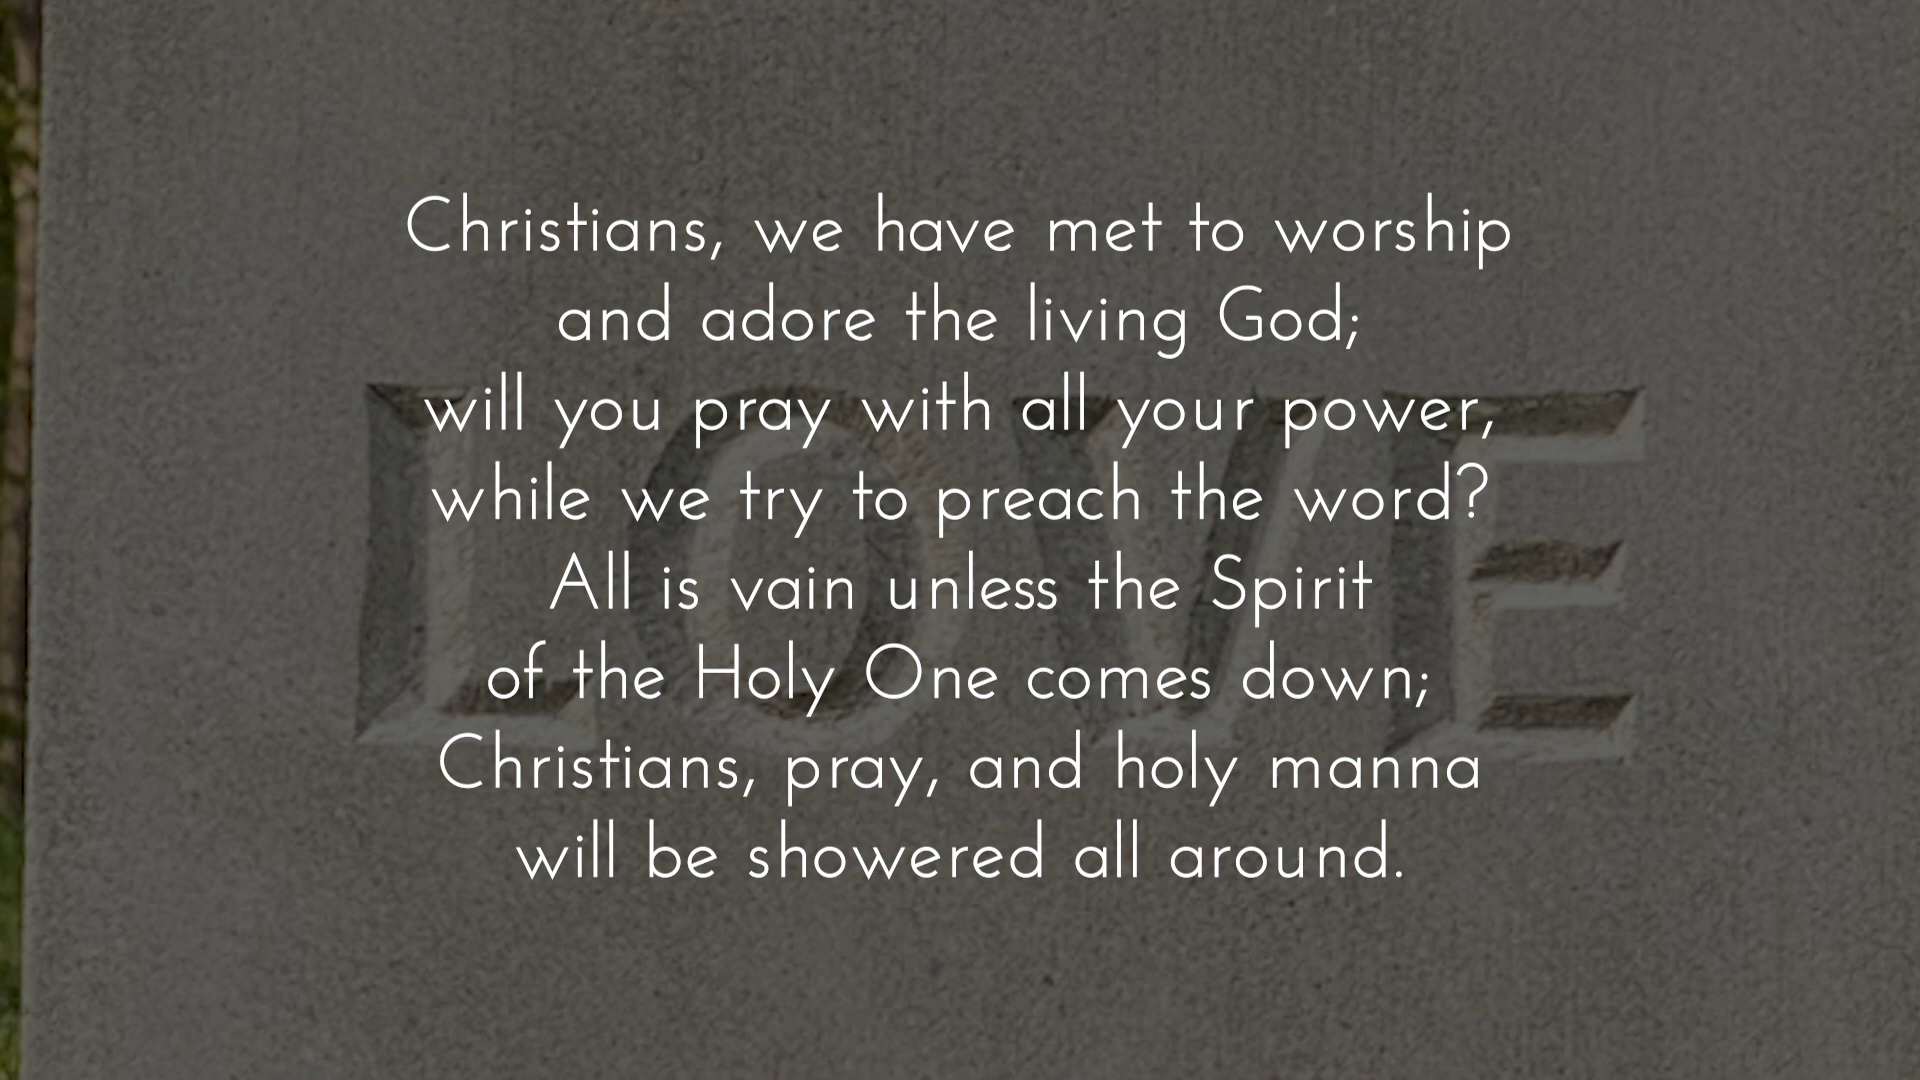 Christians, we have met to worship
and adore the living God;
will you pray with all your power,
while we try to preach the word?
All is vain unless the Spirit
of the Holy One comes down;
Christians, pray, and holy manna
will be showered all around.
LOVE